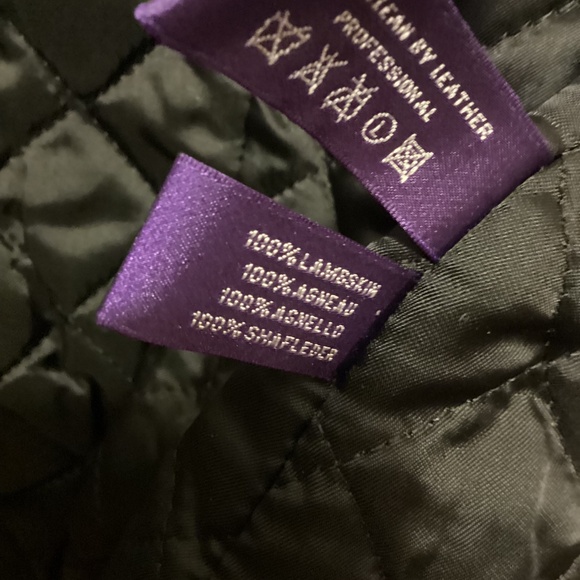 CLEAN BY LEATHER
PROFESSIONAL
100% LAMBSKIN
100% AGNEAU
100% AGNELLO
100% SHAFLEDER